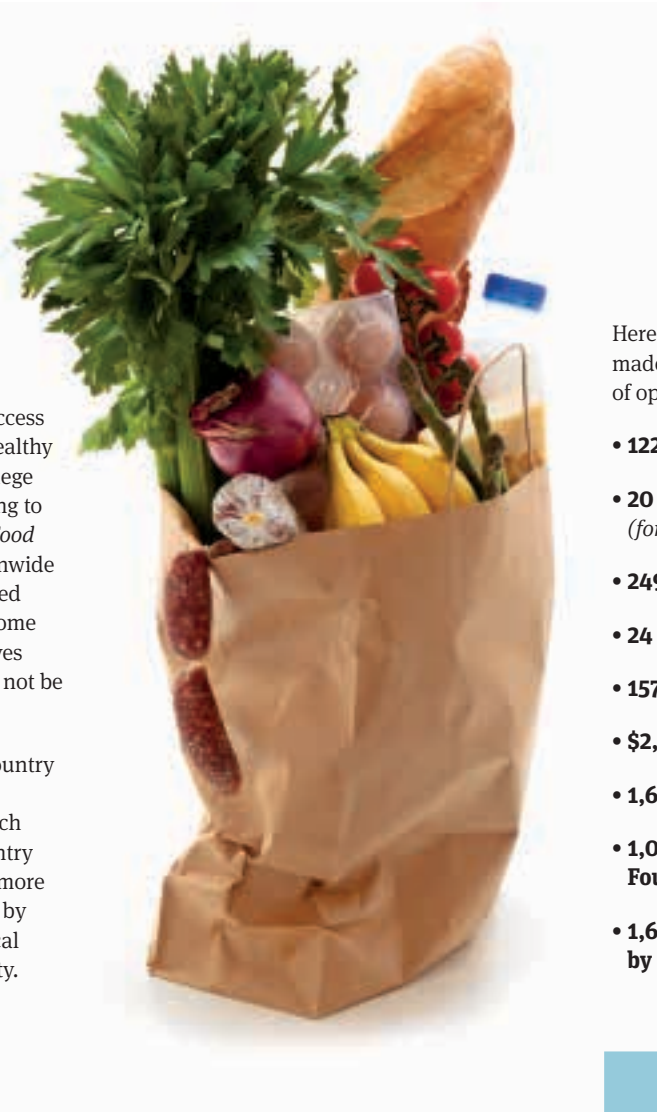 ccess
ealthy
ege
ng to
ood
nwide
ed
ome
ves
not be
ountry
ch
ntry
more
by
cal
ty.
Here
made
of op
• 122
• 20
(for
• 249
• 24
• 157
• $2,
• 1,6
• 1,0
Fou
• 1,6
by